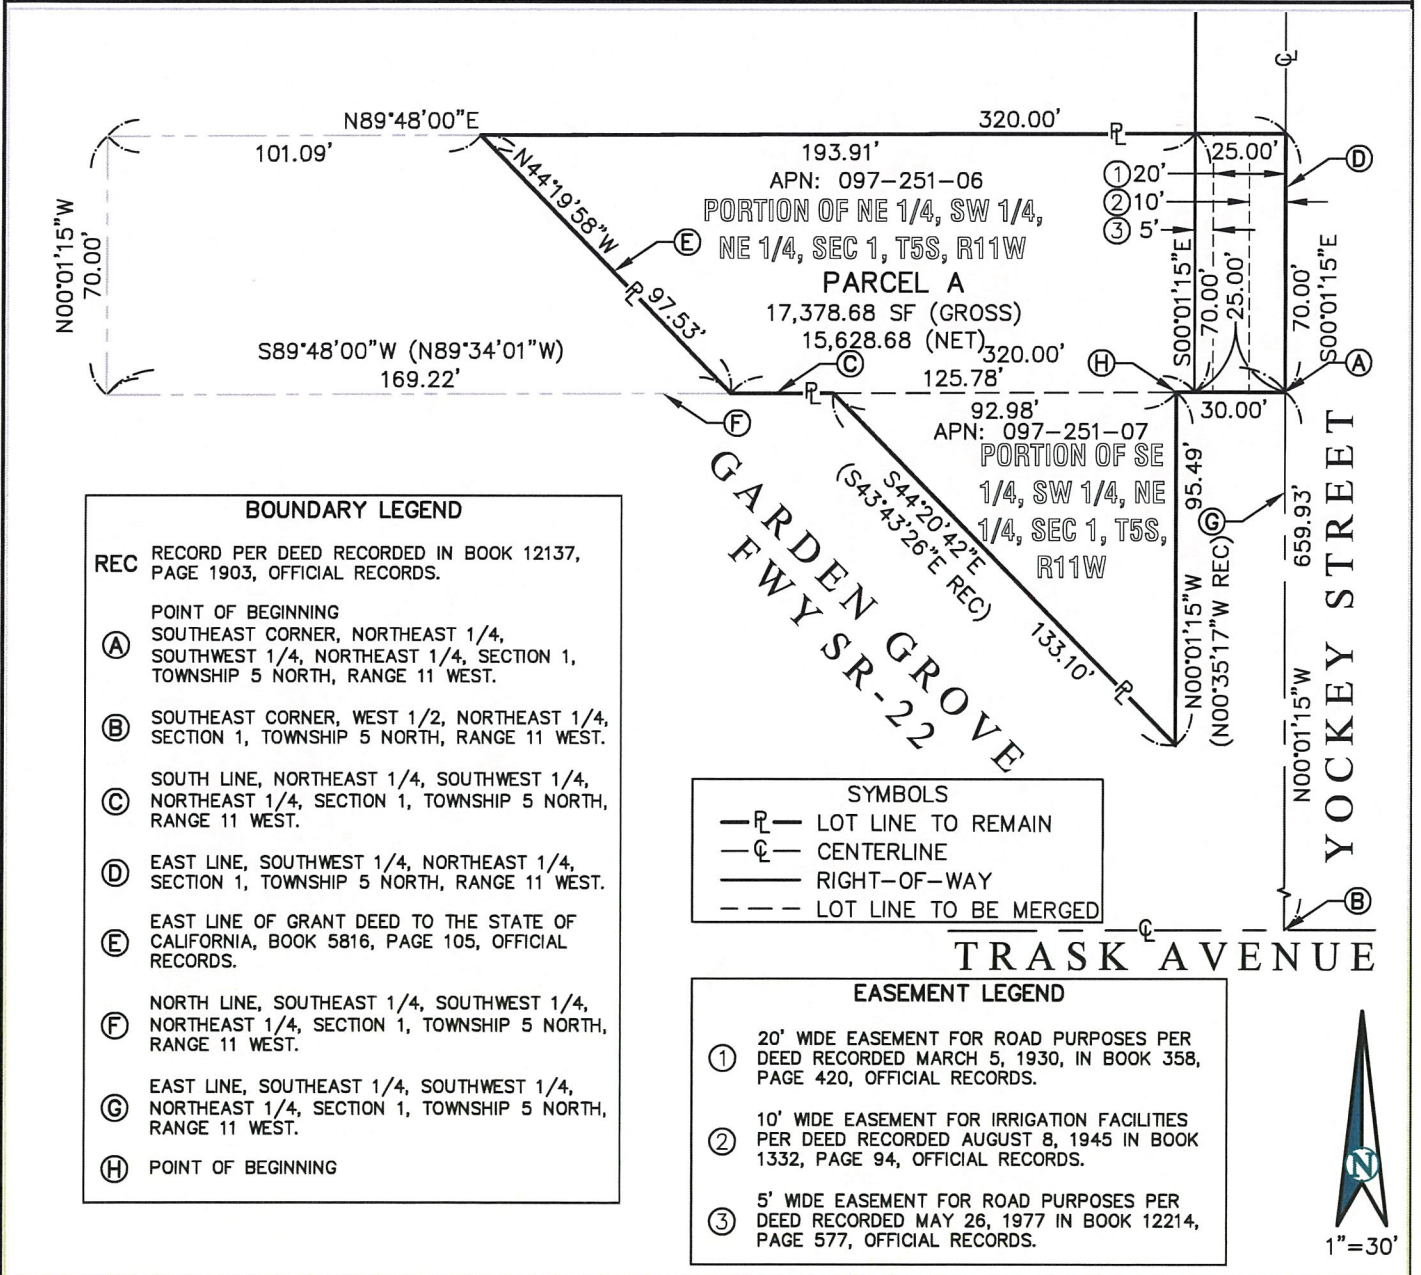 N89°48'00"E
320.00'
101.09'
193.91'
25.00'
D
N44°19'58"W
APN: 097-251-06
1 20'
PORTION OF NE 1/4, SW 1/4,
NE 1/4, SEC 1, T5S, R11W
2 10'
3 5'
E
N00°01'15"W
70.00'
PARCEL A
17,378.68 SF (GROSS)
15,628.68 (NET)
97.53'
S00°01'15"E
70.00'
25.00'
70.00'
S00°01'15"E
S89°48'00"W (N89°34'01"W)
169.22'
320.00'
C
125.78'
H
A
F
92.98'
30.00'
APN: 097-251-07
PORTION OF SE
1/4, SW 1/4, NE
1/4, SEC 1, T5S,
R11W
S44°20'42"E
(S43°43'26"E REC)
133.10'
95.49'
G
N00°01'15"W
(N00°35'17"W REC)
659.93'
N00°01'15"W
YOCKEY STREET
GARDEN GROVE
FWY SR-22
B
TRASK AVENUE
BOUNDARY LEGEND
REC RECORD PER DEED RECORDED IN BOOK 12137,
PAGE 1903, OFFICIAL RECORDS.
POINT OF BEGINNING
A SOUTHEAST CORNER, NORTHEAST 1/4,
SOUTHWEST 1/4, NORTHEAST 1/4, SECTION 1,
TOWNSHIP 5 NORTH, RANGE 11 WEST.
B SOUTHEAST CORNER, WEST 1/2, NORTHEAST 1/4,
SECTION 1, TOWNSHIP 5 NORTH, RANGE 11 WEST.
C SOUTH LINE, NORTHEAST 1/4, SOUTHWEST 1/4,
NORTHEAST 1/4, SECTION 1, TOWNSHIP 5 NORTH,
RANGE 11 WEST.
D EAST LINE, SOUTHWEST 1/4, NORTHEAST 1/4,
SECTION 1, TOWNSHIP 5 NORTH, RANGE 11 WEST.
E EAST LINE OF GRANT DEED TO THE STATE OF
CALIFORNIA, BOOK 5816, PAGE 105, OFFICIAL
RECORDS.
F NORTH LINE, SOUTHEAST 1/4, SOUTHWEST 1/4,
NORTHEAST 1/4, SECTION 1, TOWNSHIP 5 NORTH,
RANGE 11 WEST.
G EAST LINE, SOUTHEAST 1/4, SOUTHWEST 1/4,
NORTHEAST 1/4, SECTION 1, TOWNSHIP 5 NORTH,
RANGE 11 WEST.
H POINT OF BEGINNING
SYMBOLS
PL LOT LINE TO REMAIN
CL CENTERLINE
RIGHT-OF-WAY
LOT LINE TO BE MERGED
EASEMENT LEGEND
1 20' WIDE EASEMENT FOR ROAD PURPOSES PER
DEED RECORDED MARCH 5, 1930, IN BOOK 358,
PAGE 420, OFFICIAL RECORDS.
2 10' WIDE EASEMENT FOR IRRIGATION FACILITIES
PER DEED RECORDED AUGUST 8, 1945 IN BOOK
1332, PAGE 94, OFFICIAL RECORDS.
3 5' WIDE EASEMENT FOR ROAD PURPOSES PER
DEED RECORDED MAY 26, 1977 IN BOOK 12214,
PAGE 577, OFFICIAL RECORDS.
N
1"=30'